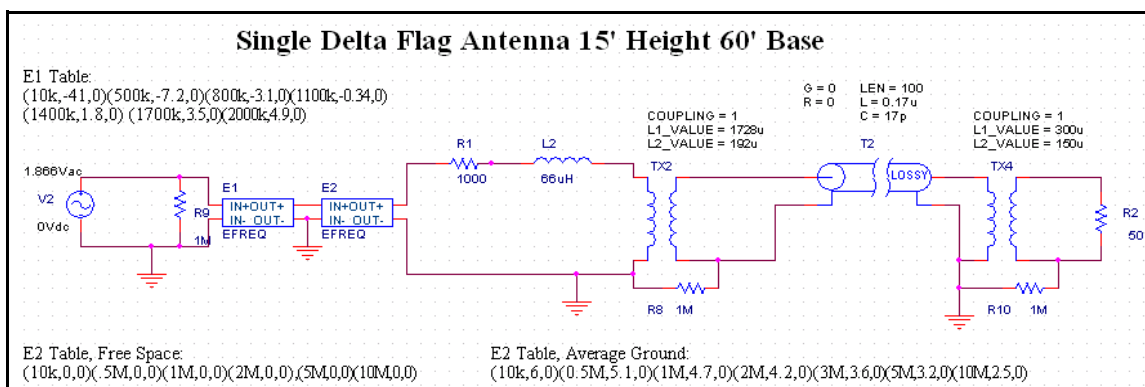 Single Delta Flag Antenna 15' Height 60' Base
E1 Table:
(10k,-41,0)(500k,-7.2,0)(800k,-3.1,0)(1100k,-0.34,0)
(1400k,1.8,0) (1700k,3.5,0)(2000k,4.9,0)
G = 0 LEN = 100
R = 0 L = 0.17u
C = 17p
COUPLING = 1
L1_VALUE = 1728u
L2_VALUE = 192u
COUPLING = 1
L1_VALUE = 300u
L2_VALUE = 150u
R1
1000
L2
66uH
TX2
T2
LOSSY
TX4
1.866Vac
V2
0Vdc
R9
1M
E1
IN+OUT+
IN- OUT-
EFREQ
E2
IN+OUT+
IN- OUT-
EFREQ
R2
50
R8 1M
R10 1M
E2 Table, Free Space:
(10k,0,0)(.5M,0,0)(1M,0,0)(2M,0,0),(5M,0,0)(10M,0,0)
E2 Table, Average Ground:
(10k,6,0)(0.5M,5.1,0)(1M,4.7,0)(2M,4.2,0)(3M,3.6,0)(5M,3.2,0)(10M,2.5,0)